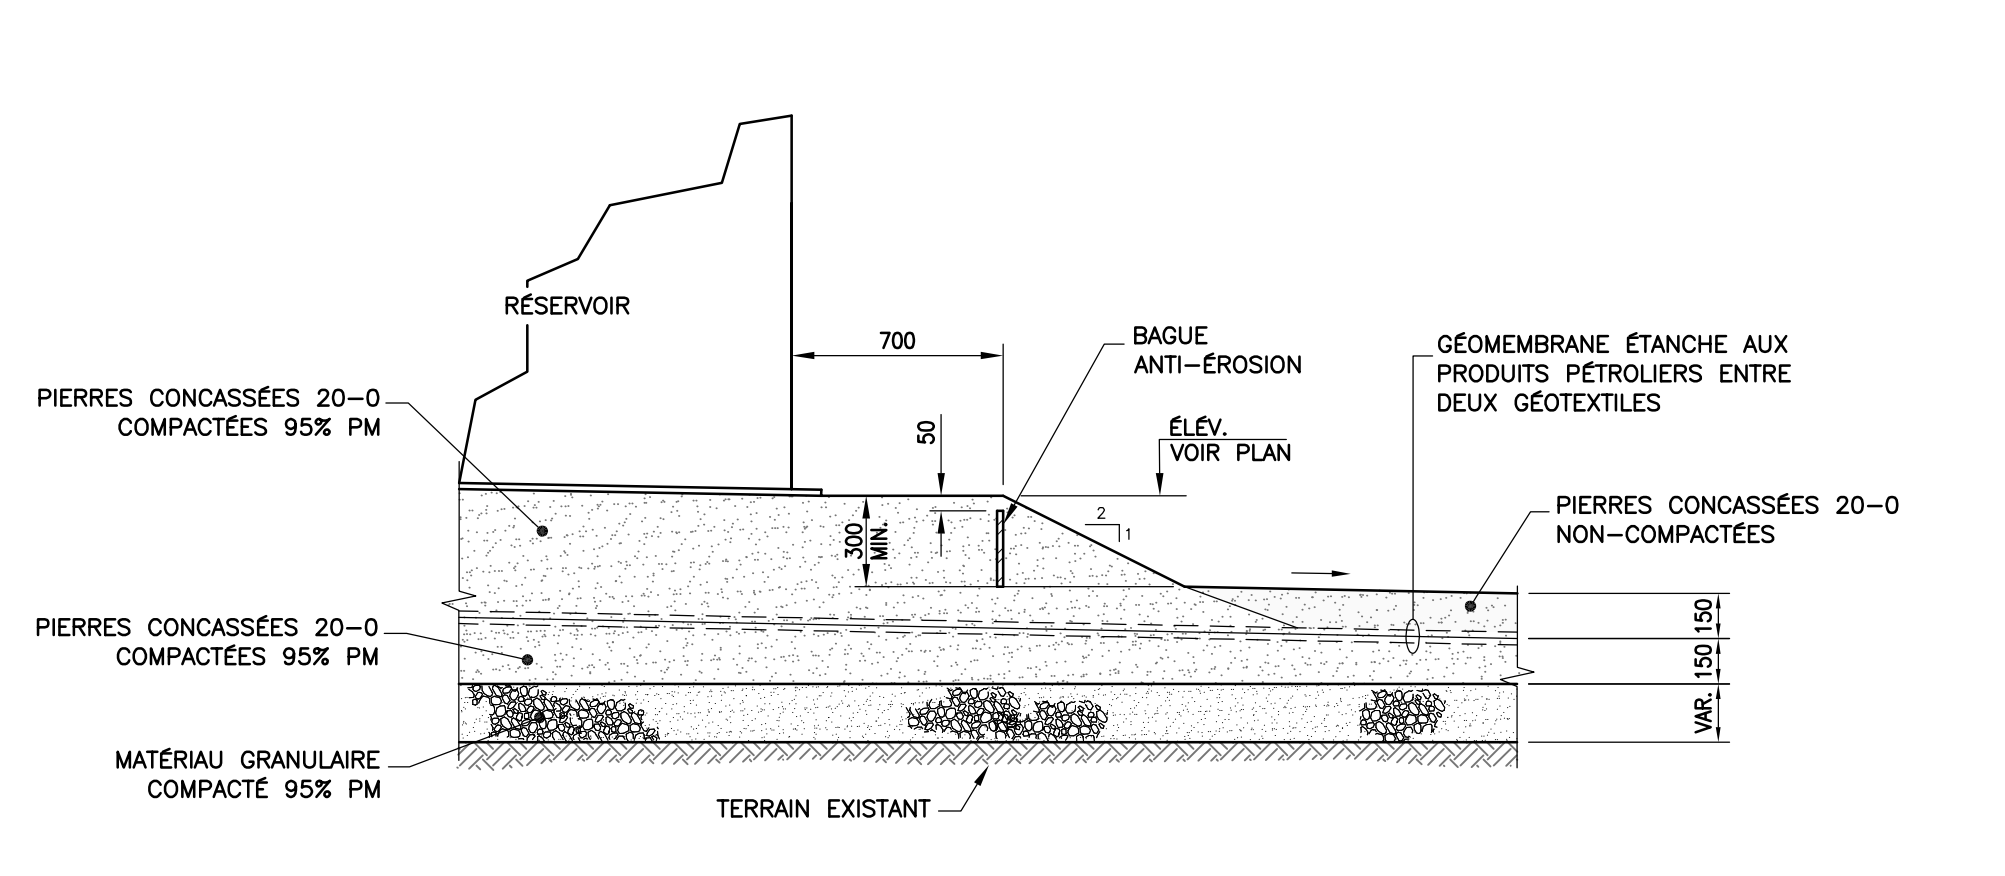 RÉSERVOIR
700
BAGUE
ANTI-ÉROSION
GÉOMEMBRANE ÉTANCHE AUX
PRODUITS PÉTROLIERS ENTRE
DEUX GÉOTEXTILES
PIERRES CONCASSÉES 20-0
COMPACTÉES 95% PM
50
ÉLÉV.
VOIR PLAN
300
MIN.
2
1
PIERRES CONCASSÉES 20-0
NON-COMPACTÉES
PIERRES CONCASSÉES 20-0
COMPACTÉES 95% PM
150
150
VAR.
MATÉRIAU GRANULAIRE
COMPACTÉ 95% PM
TERRAIN EXISTANT